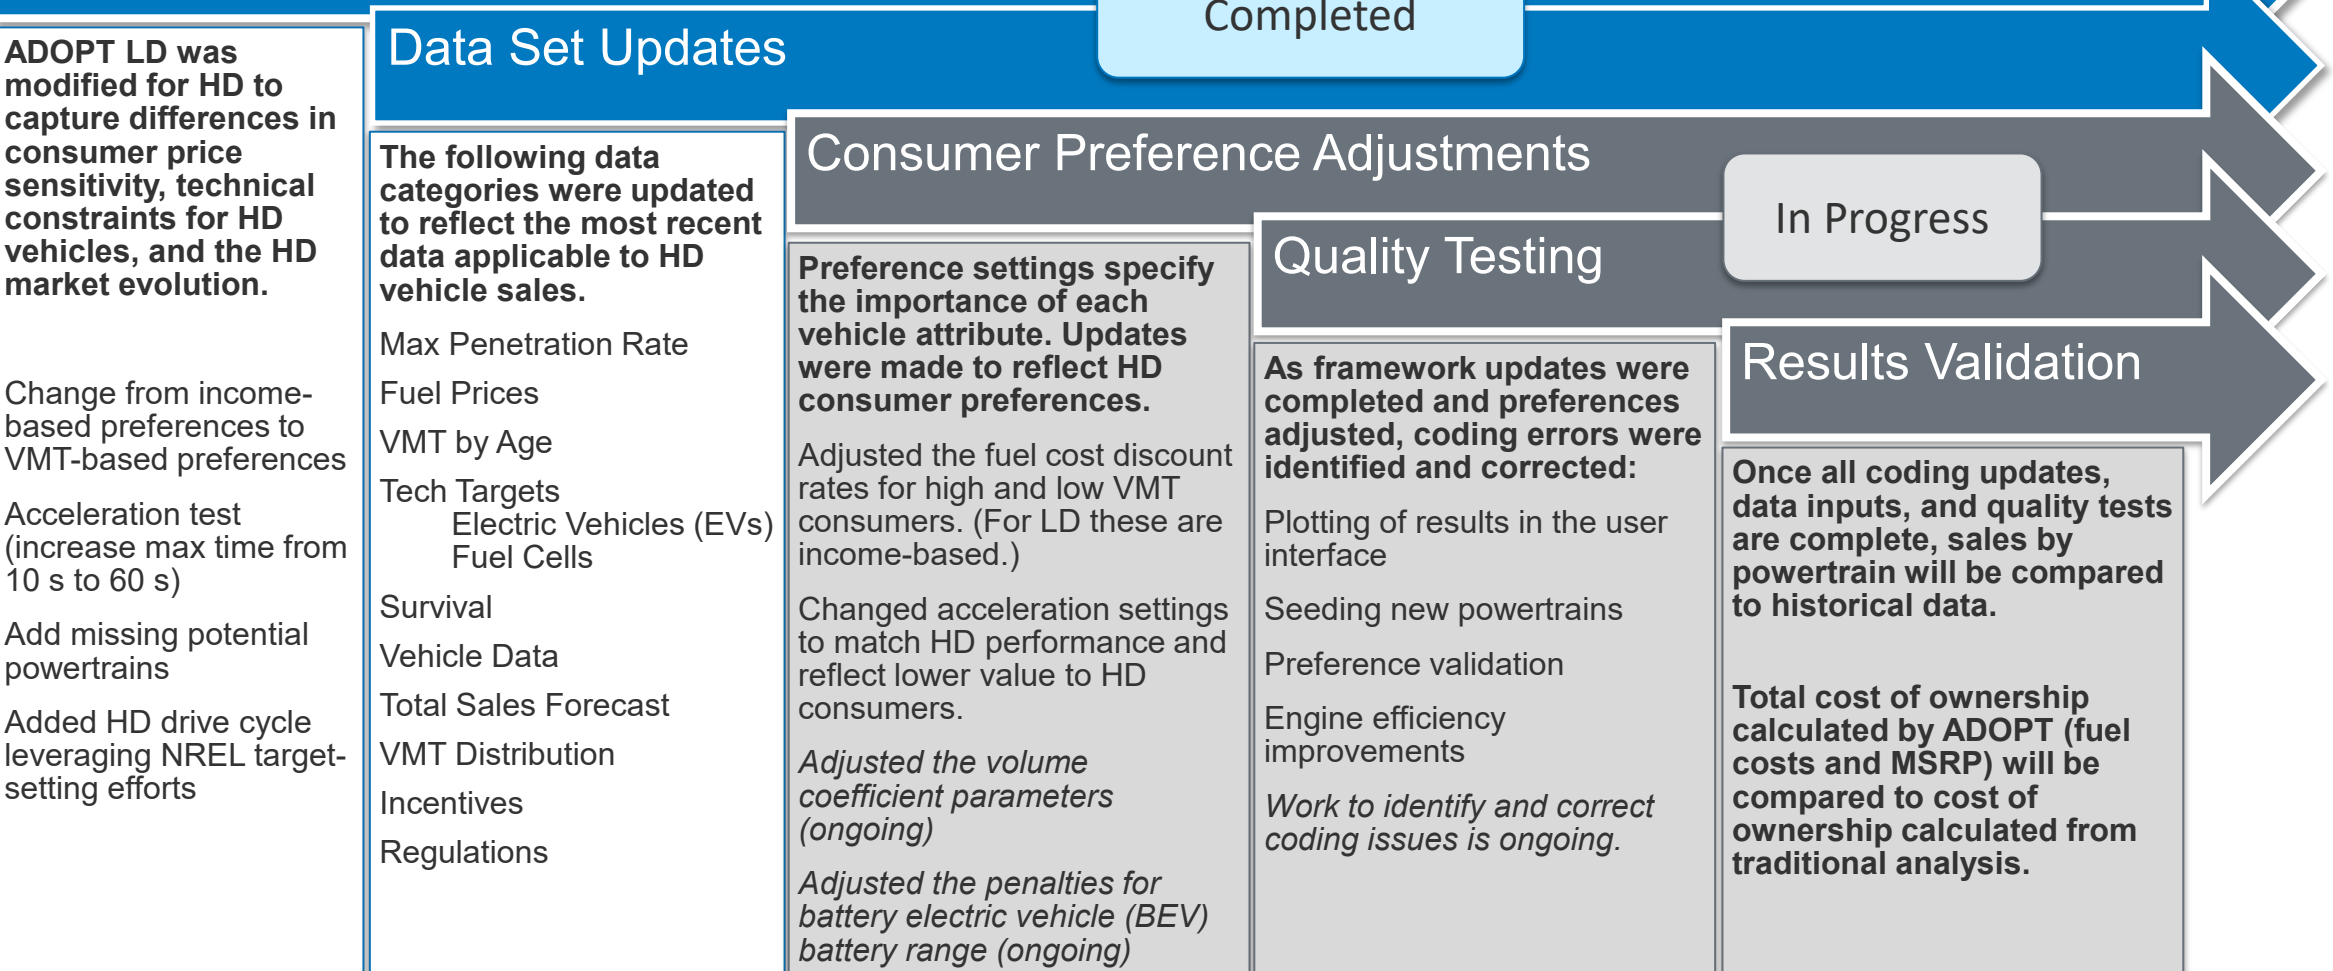 Completed
ADOPT LD was
modified for HD to
capture differences in
consumer price
sensitivity, technical
constraints for HD
vehicles, and the HD
market evolution.
Change from income-
based preferences to
VMT-based preferences
Acceleration test
(increase max time from
10 s to 60 s)
Add missing potential
powertrains
Added HD drive cycle
leveraging NREL target-
setting efforts
Data Set Updates
The following data
categories were updated
to reflect the most recent
data applicable to HD
vehicle sales.
Max Penetration Rate
Fuel Prices
VMT by Age
Tech Targets
Electric Vehicles (EVs)
Fuel Cells
Survival
Vehicle Data
Total Sales Forecast
VMT Distribution
Incentives
Regulations
Consumer Preference Adjustments
Preference settings specify
the importance of each
vehicle attribute. Updates
were made to reflect HD
consumer preferences.
Adjusted the fuel cost discount
rates for high and low VMT
consumers. (For LD these are
income-based.)
Changed acceleration settings
to match HD performance and
reflect lower value to HD
consumers.
Adjusted the volume
coefficient parameters
(ongoing)
Adjusted the penalties for
battery electric vehicle (BEV)
battery range (ongoing)
In Progress
Quality Testing
As framework updates were
completed and preferences
adjusted, coding errors were
identified and corrected:
Plotting of results in the user
interface
Seeding new powertrains
Preference validation
Engine efficiency
improvements
Work to identify and correct
coding issues is ongoing.
Results Validation
Once all coding updates,
data inputs, and quality tests
are complete, sales by
powertrain will be compared
to historical data.
Total cost of ownership
calculated by ADOPT (fuel
costs and MSRP) will be
compared to cost of
ownership calculated from
traditional analysis.